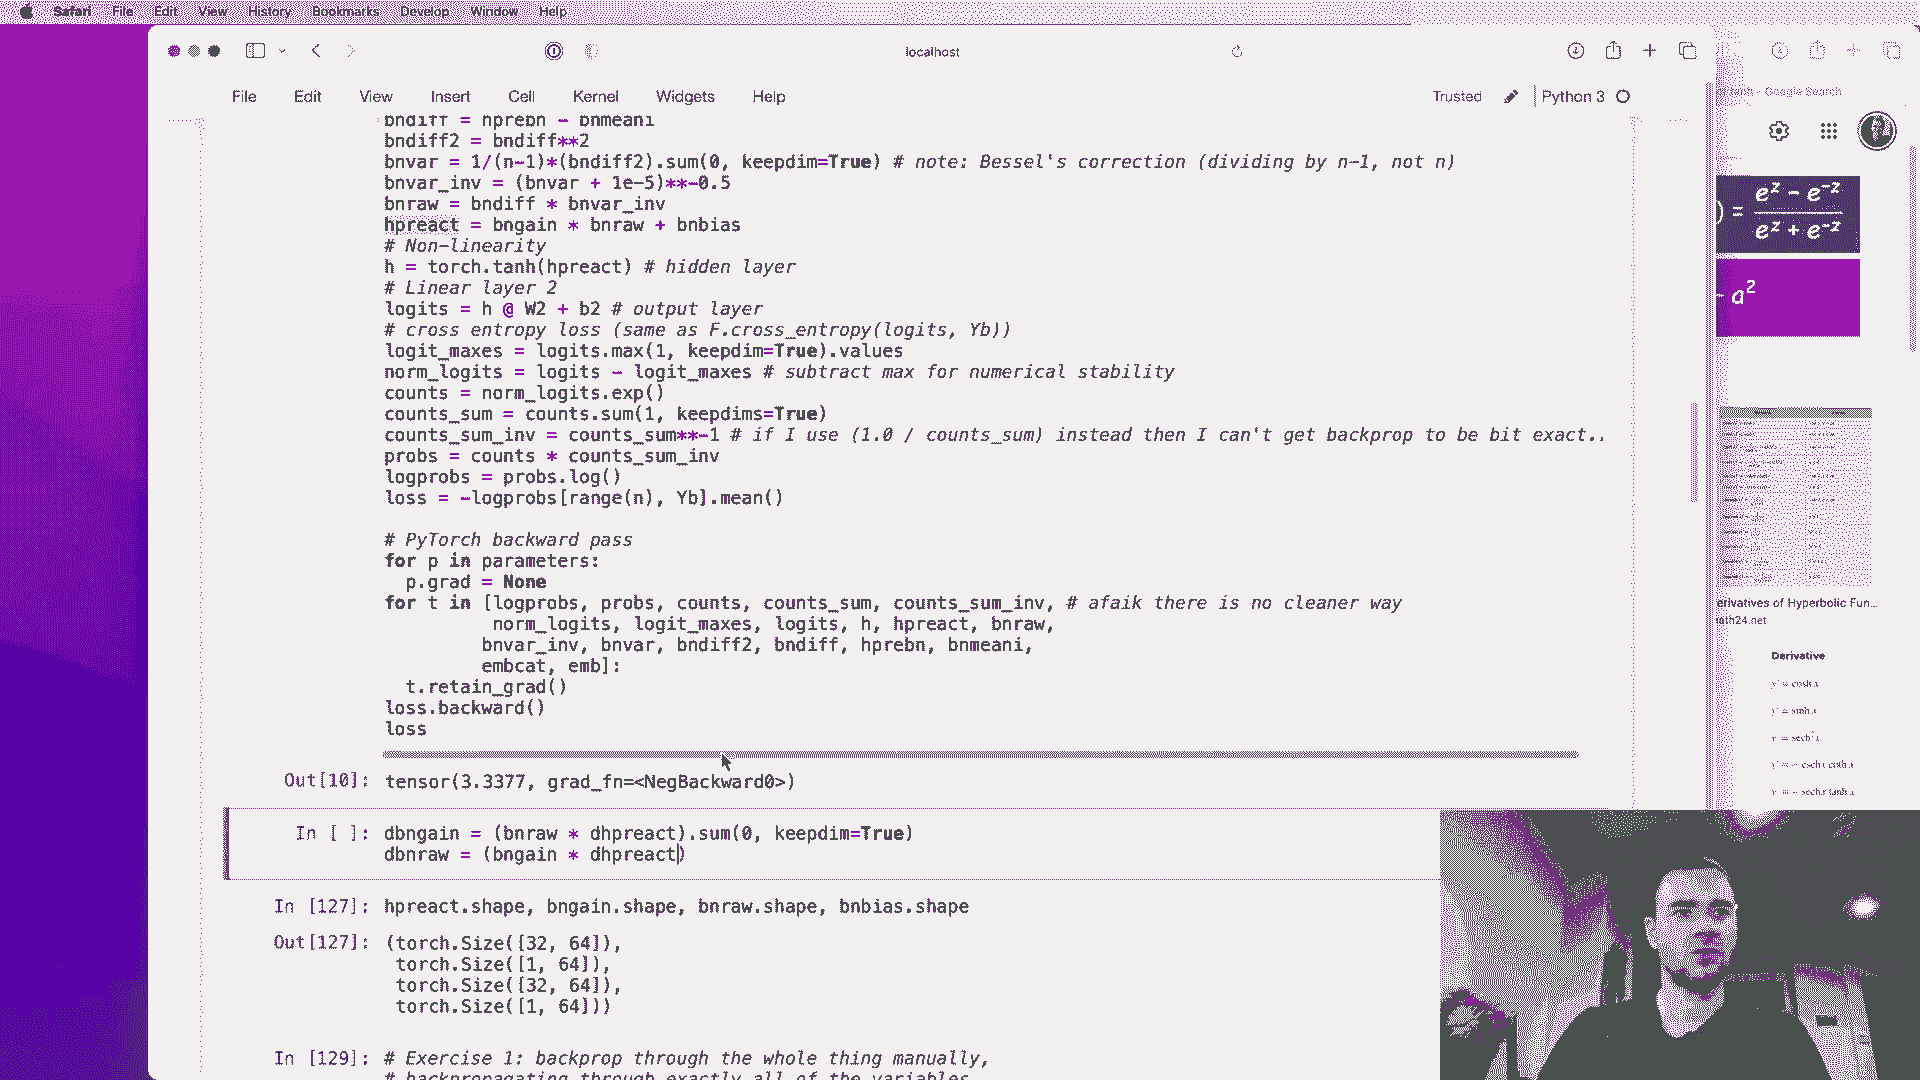 Safari File Edit View History Bookmarks Develop Window Help
localhost
File Edit View Insert Cell Kernel Widgets Help Trusted Python 3
bndiff = hprebn - bnmeani
bndiff2 = bndiff**2
bnvar = 1/(n-1)*(bndiff2).sum(0, keepdim=True) # note: Bessel's correction (dividing by n-1, not n)
bnvar_inv = (bnvar + 1e-5)**-0.5
bnraw = bndiff * bnvar_inv
hpreact = bngain * bnraw + bnbias
# Non-linearity
h = torch.tanh(hpreact) # hidden layer
# Linear layer 2
logits = h @ W2 + b2 # output layer
# cross entropy loss (same as F.cross_entropy(logits, Yb))
logit_maxes = logits.max(1, keepdim=True).values
norm_logits = logits - logit_maxes # subtract max for numerical stability
counts = norm_logits.exp()
counts_sum = counts.sum(1, keepdims=True)
counts_sum_inv = counts_sum**-1 # if I use (1.0 / counts_sum) instead then I can't get backprop to be bit exact..
probs = counts * counts_sum_inv
logprobs = probs.log()
loss = -logprobs[range(n), Yb].mean()
# PyTorch backward pass
for p in parameters:
p.grad = None
for t in [logprobs, probs, counts, counts_sum, counts_sum_inv, # afaik there is no cleaner way
norm_logits, logit_maxes, logits, h, hpreact, bnraw,
bnvar_inv, bnvar, bndiff2, bndiff, hprebn, bnmeani,
embcat, emb]:
t.retain_grad()
loss.backward()
loss
Out[10]: tensor(3.3377, grad_fn=<NegBackward0>)
In [ ]: dbngain = (bnraw * dhpreact).sum(0, keepdim=True)
dbnraw = (bngain * dhpreact)
In [127]: hpreact.shape, bngain.shape, bnraw.shape, bnbias.shape
Out[127]: (torch.Size([32, 64]),
torch.Size([1, 64]),
torch.Size([32, 64]),
torch.Size([1, 64]))
In [129]: # Exercise 1: backprop through the whole thing manually,
# backpropagating through exactly all of the variables
- Google Search
) = e^z - e^-z
e^z + e^-z
- a²
erivatives of Hyperbolic Fun...
ath24.net
Derivative